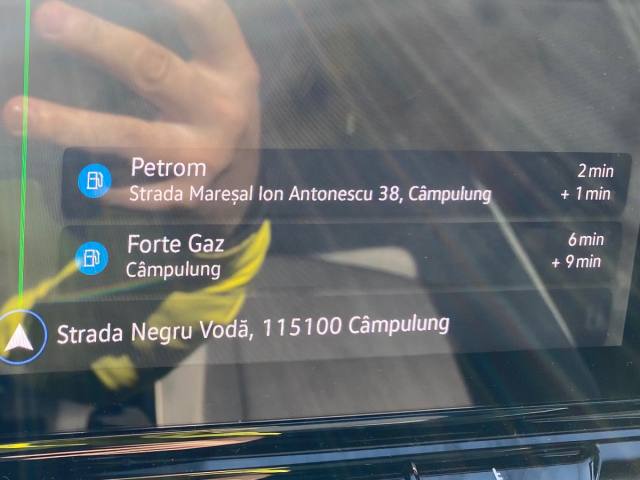 Petrom 2 min
Strada Mareșal Ion Antonescu 38, Câmpulung + 1 min
Forte Gaz 6 min
Câmpulung + 9 min
Strada Negru Vodă, 115100 Câmpulung